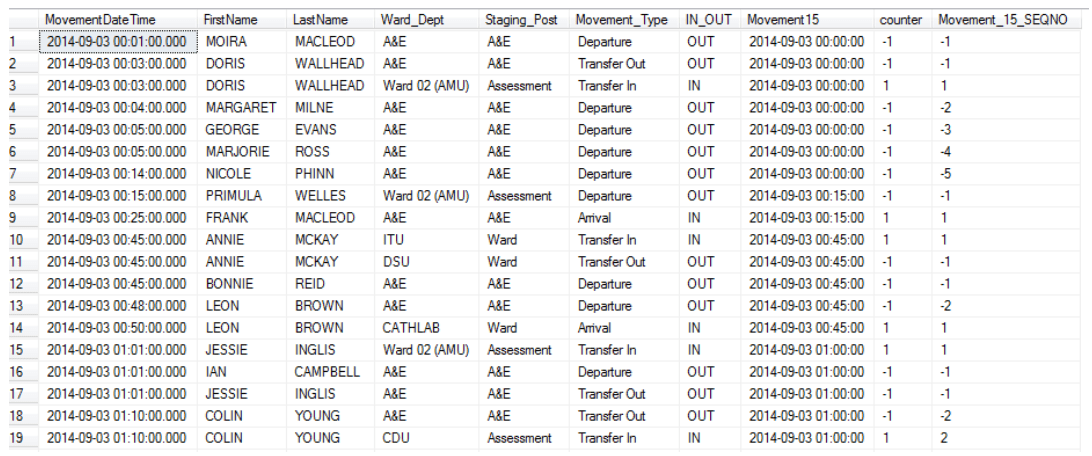 MovementDateTime FirstName LastName Ward_Dept Staging_Post Movement_Type IN_OUT Movement15 counter Movement_15_SEQNO
1 2014-09-03 00:01:00.000 MOIRA MACLEOD A&E A&E Departure OUT 2014-09-03 00:00:00 -1 -1
2 2014-09-03 00:03:00.000 DORIS WALLHEAD A&E A&E Transfer Out OUT 2014-09-03 00:00:00 -1 -1
3 2014-09-03 00:03:00.000 DORIS WALLHEAD Ward 02 (AMU) Assessment Transfer In IN 2014-09-03 00:00:00 1 1
4 2014-09-03 00:04:00.000 MARGARET MILNE A&E A&E Departure OUT 2014-09-03 00:00:00 -1 -2
5 2014-09-03 00:05:00.000 GEORGE EVANS A&E A&E Departure OUT 2014-09-03 00:00:00 -1 -3
6 2014-09-03 00:05:00.000 MARJORIE ROSS A&E A&E Departure OUT 2014-09-03 00:00:00 -1 -4
7 2014-09-03 00:14:00.000 NICOLE PHINN A&E A&E Departure OUT 2014-09-03 00:00:00 -1 -5
8 2014-09-03 00:15:00.000 PRIMULA WELLES Ward 02 (AMU) Assessment Departure OUT 2014-09-03 00:15:00 -1 -1
9 2014-09-03 00:25:00.000 FRANK MACLEOD A&E A&E Arrival IN 2014-09-03 00:15:00 1 1
10 2014-09-03 00:45:00.000 ANNIE MCKAY ITU Ward Transfer In IN 2014-09-03 00:45:00 1 1
11 2014-09-03 00:45:00.000 ANNIE MCKAY DSU Ward Transfer Out OUT 2014-09-03 00:45:00 -1 -1
12 2014-09-03 00:45:00.000 BONNIE REID A&E A&E Departure OUT 2014-09-03 00:45:00 -1 -1
13 2014-09-03 00:48:00.000 LEON BROWN A&E A&E Departure OUT 2014-09-03 00:45:00 -1 -2
14 2014-09-03 00:50:00.000 LEON BROWN CATHLAB Ward Arrival IN 2014-09-03 00:45:00 1 1
15 2014-09-03 01:01:00.000 JESSIE INGLIS Ward 02 (AMU) Assessment Transfer In IN 2014-09-03 01:00:00 1 1
16 2014-09-03 01:01:00.000 IAN CAMPBELL A&E A&E Departure OUT 2014-09-03 01:00:00 -1 -1
17 2014-09-03 01:01:00.000 JESSIE INGLIS A&E A&E Transfer Out OUT 2014-09-03 01:00:00 -1 -1
18 2014-09-03 01:10:00.000 COLIN YOUNG A&E A&E Transfer Out OUT 2014-09-03 01:00:00 -1 -2
19 2014-09-03 01:10:00.000 COLIN YOUNG CDU Assessment Transfer In IN 2014-09-03 01:00:00 1 2